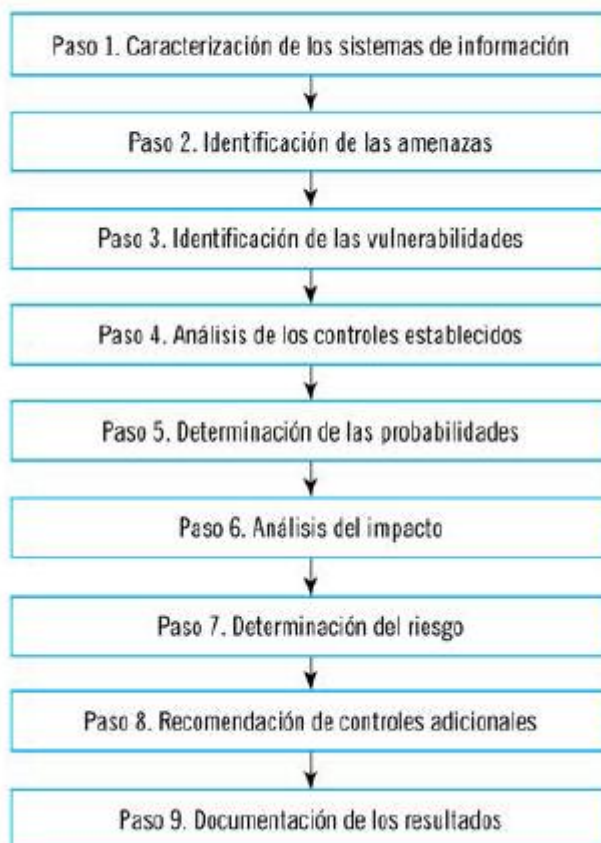 Paso 1. Caracterización de los sistemas de información
Paso 2. Identificación de las amenazas
Paso 3. Identificación de las vulnerabilidades
Paso 4. Análisis de los controles establecidos
Paso 5. Determinación de las probabilidades
Paso 6. Análisis del impacto
Paso 7. Determinación del riesgo
Paso 8. Recomendación de controles adicionales
Paso 9. Documentación de los resultados